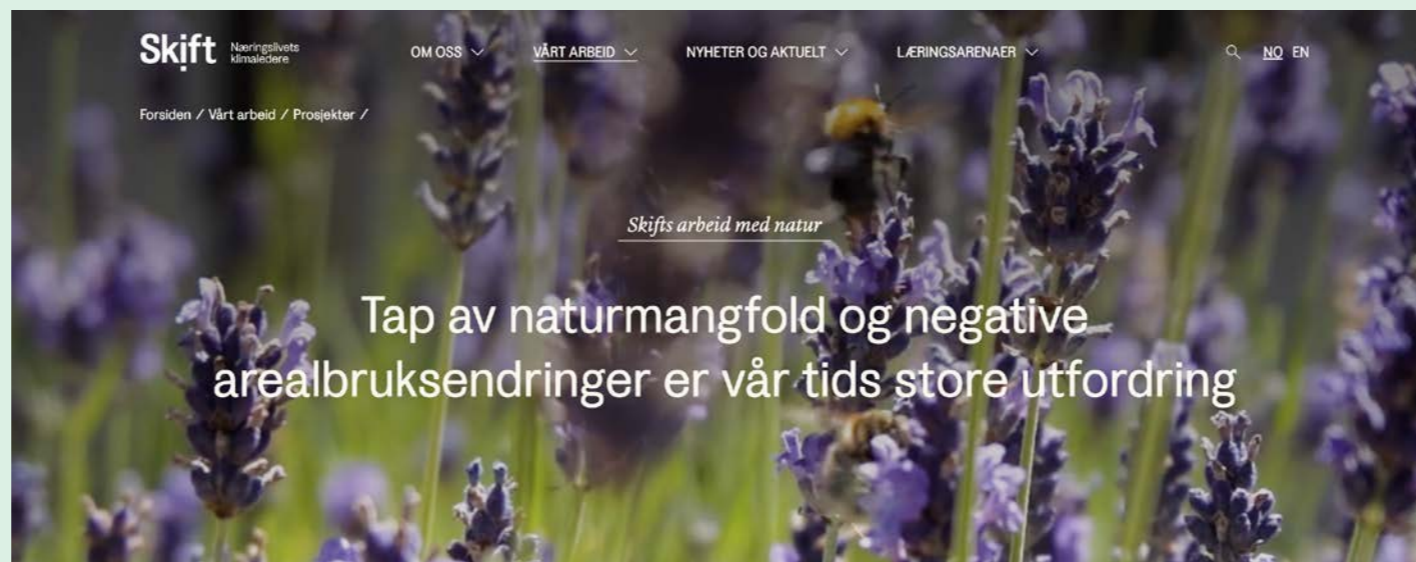 Skift Næringslivets
klimaledere
OM OSS VÅRT ARBEID NYHETER OG AKTUELT LÆRINGSARENAER NO EN
Forsiden / Vårt arbeid / Prosjekter /
Skifts arbeid med natur
Tap av naturmangfold og negative
arealbruksendringer er vår tids store utfordring